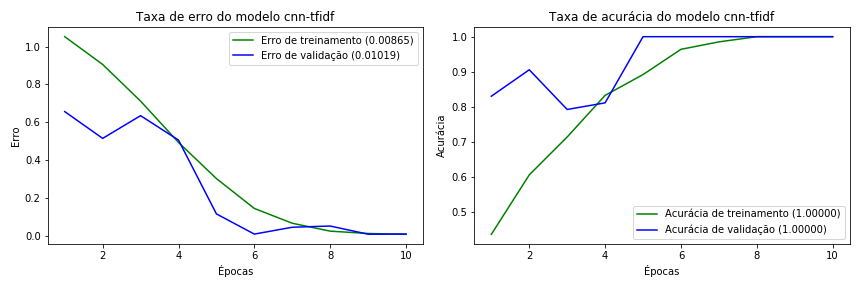 Taxa de erro do modelo cnn-tfidf
Erro de treinamento (0.00865)
Erro de validação (0.01019)
Erro
1.0
0.8
0.6
0.4
0.2
0.0
2
4
6
8
10
Épocas
Taxa de acurácia do modelo cnn-tfidf
Acurácia
1.0
0.9
0.8
0.7
0.6
0.5
Acurácia de treinamento (1.00000)
Acurácia de validação (1.00000)
2
4
6
8
10
Épocas